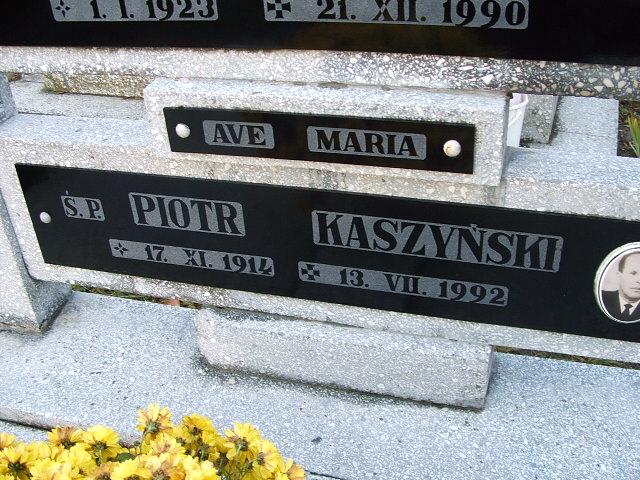 1. I. 1923 21. XII. 1990
AVE MARIA
Ś.P. PIOTR KASZYŃSKI
17. XI. 1914 13. VII. 1992